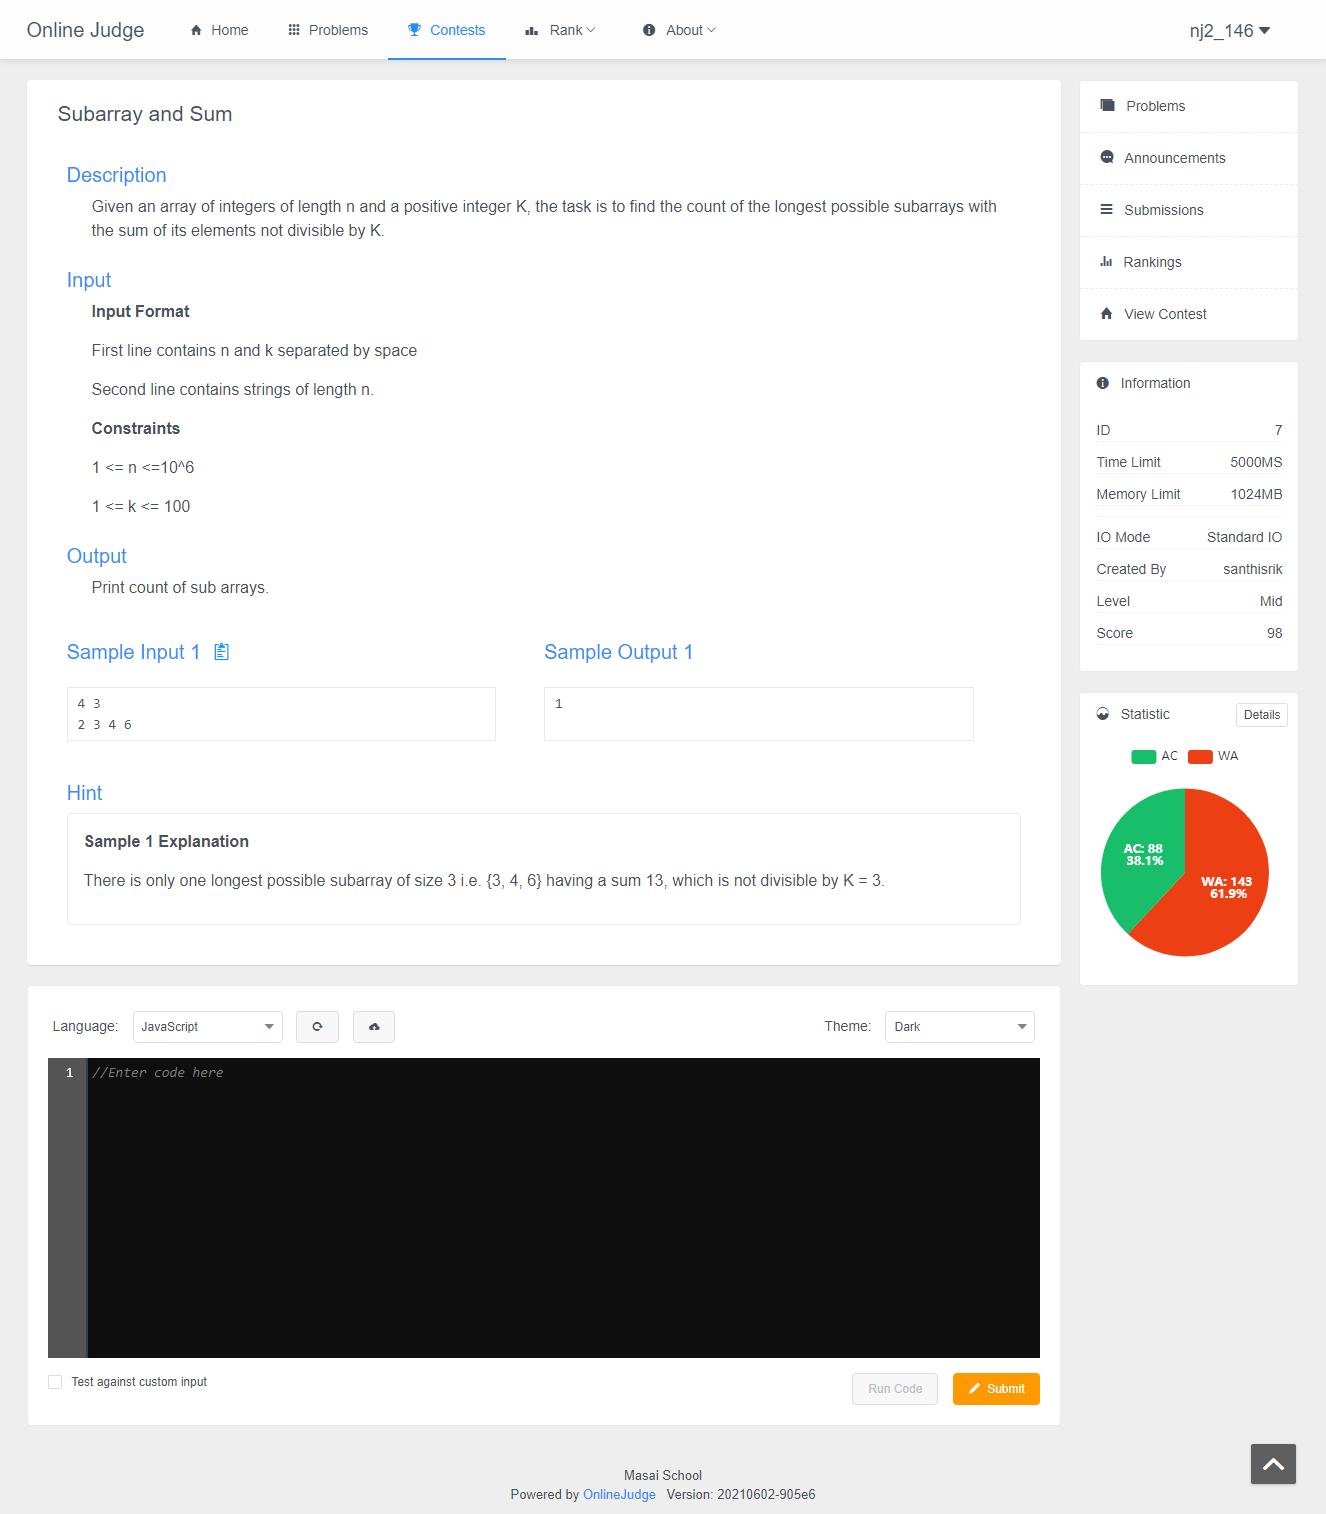 Online Judge
Home
Problems
Contests
Rank
About
nj2_146
Subarray and Sum
Description
Given an array of integers of length n and a positive integer K, the task is to find the count of the longest possible subarrays with
the sum of its elements not divisible by K.
Input
Input Format
First line contains n and k separated by space
Second line contains strings of length n.
Constraints
1 <= n <=10^6
1 <= k <= 100
Output
Print count of sub arrays.
Sample Input 1
4 3
2 3 4 6
Sample Output 1
1
Hint
Sample 1 Explanation
There is only one longest possible subarray of size 3 i.e. {3, 4, 6} having a sum 13, which is not divisible by K = 3.
Language:
JavaScript
Theme:
Dark
1
//Enter code here
Test against custom input
Run Code
Submit
Problems
Announcements
Submissions
Rankings
View Contest
Information
ID 7
Time Limit 5000MS
Memory Limit 1024MB
IO Mode Standard IO
Created By santhisrik
Level Mid
Score 98
Statistic
Details
AC WA
AC: 88
38.1%
WA: 143
61.9%
Masai School
Powered by OnlineJudge Version: 20210602-905e6